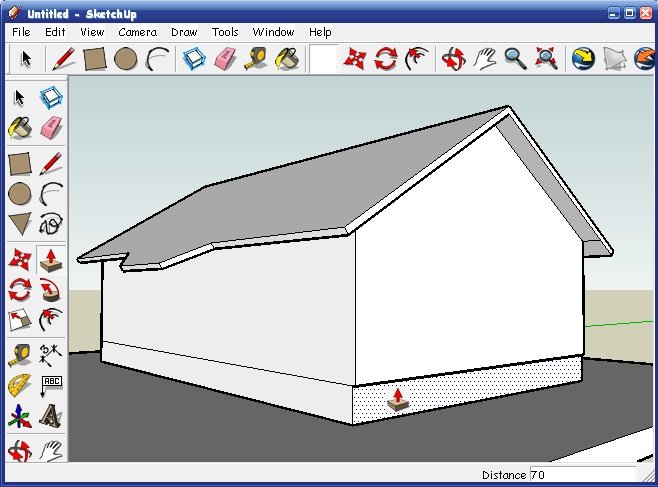 Untitled - SketchUp
File Edit View Camera Draw Tools Window Help
ABC
A
Distance 70